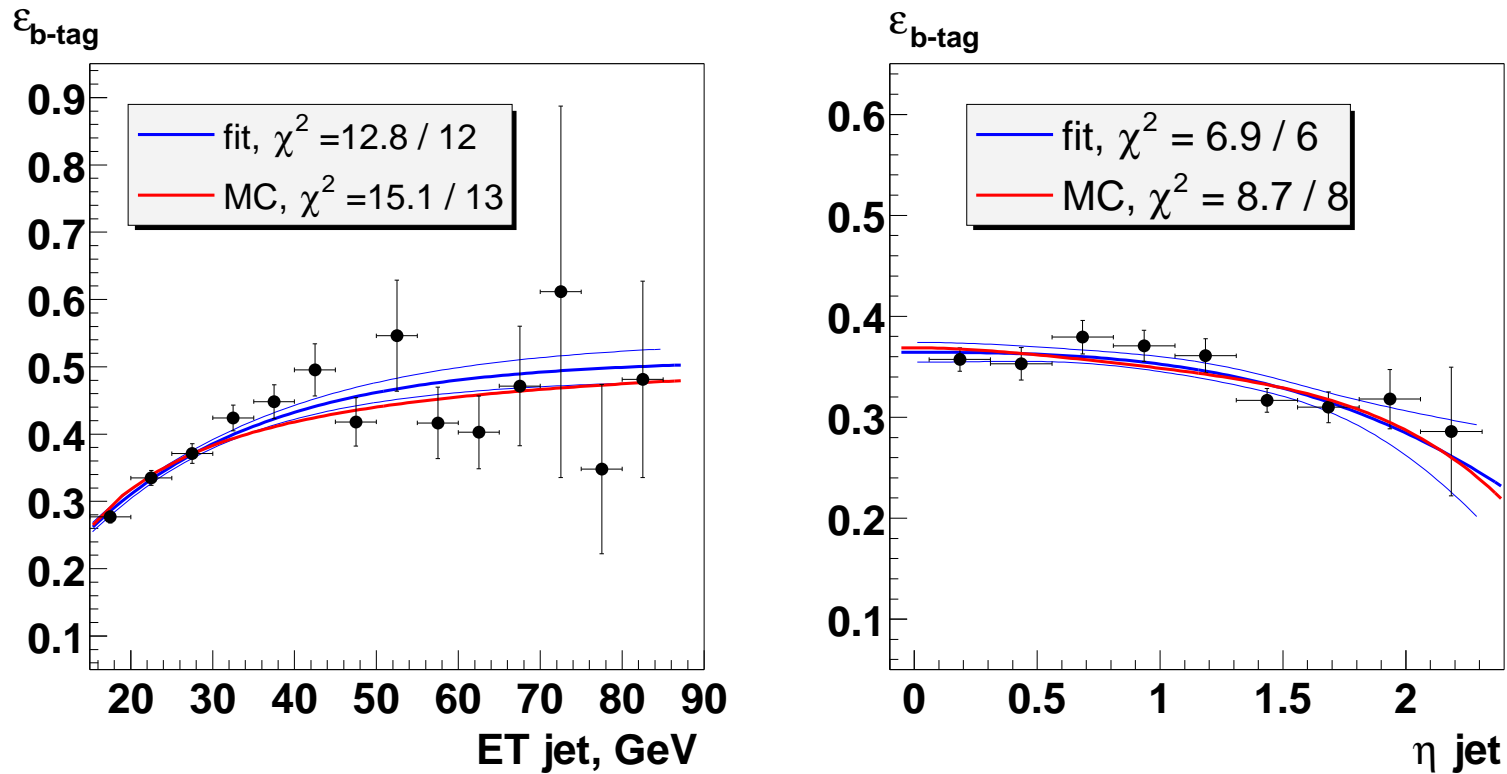 εb-tag
0.9
0.8
0.7
0.6
0.5
0.4
0.3
0.2
0.1
fit, χ² =12.8 / 12
MC, χ² =15.1 / 13
20 30 40 50 60 70 80 90
ET jet, GeV
εb-tag
0.6
0.5
0.4
0.3
0.2
0.1
fit, χ² = 6.9 / 6
MC, χ² = 8.7 / 8
0 0.5 1 1.5 2
η jet